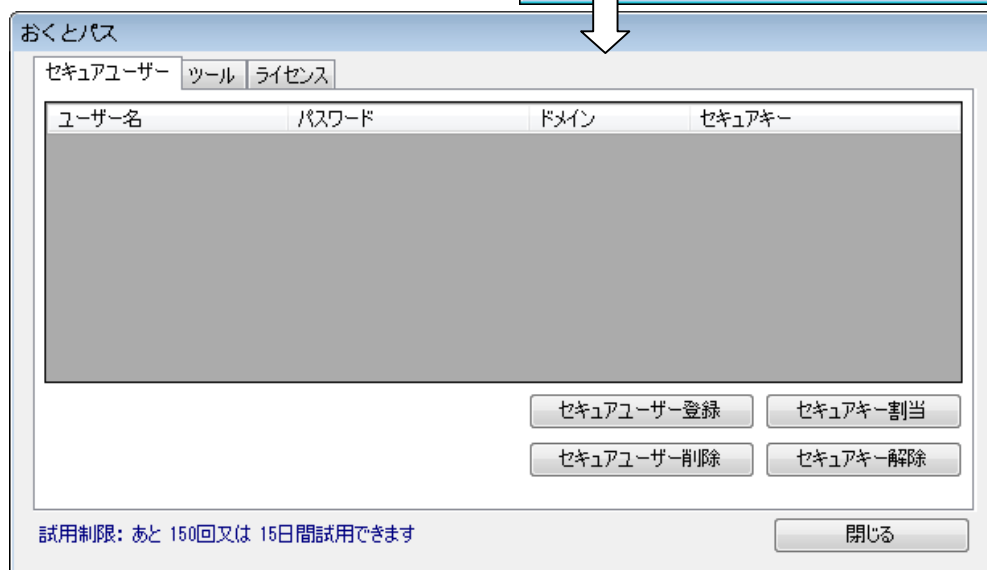 おくとパス
セキュアユーザー ツール ライセンス
ユーザー名 パスワード ドメイン セキュアキー
セキュアユーザー登録 セキュアキー割当
セキュアユーザー削除 セキュアキー解除
試用制限: あと 150回又は 15日間試用できます 閉じる